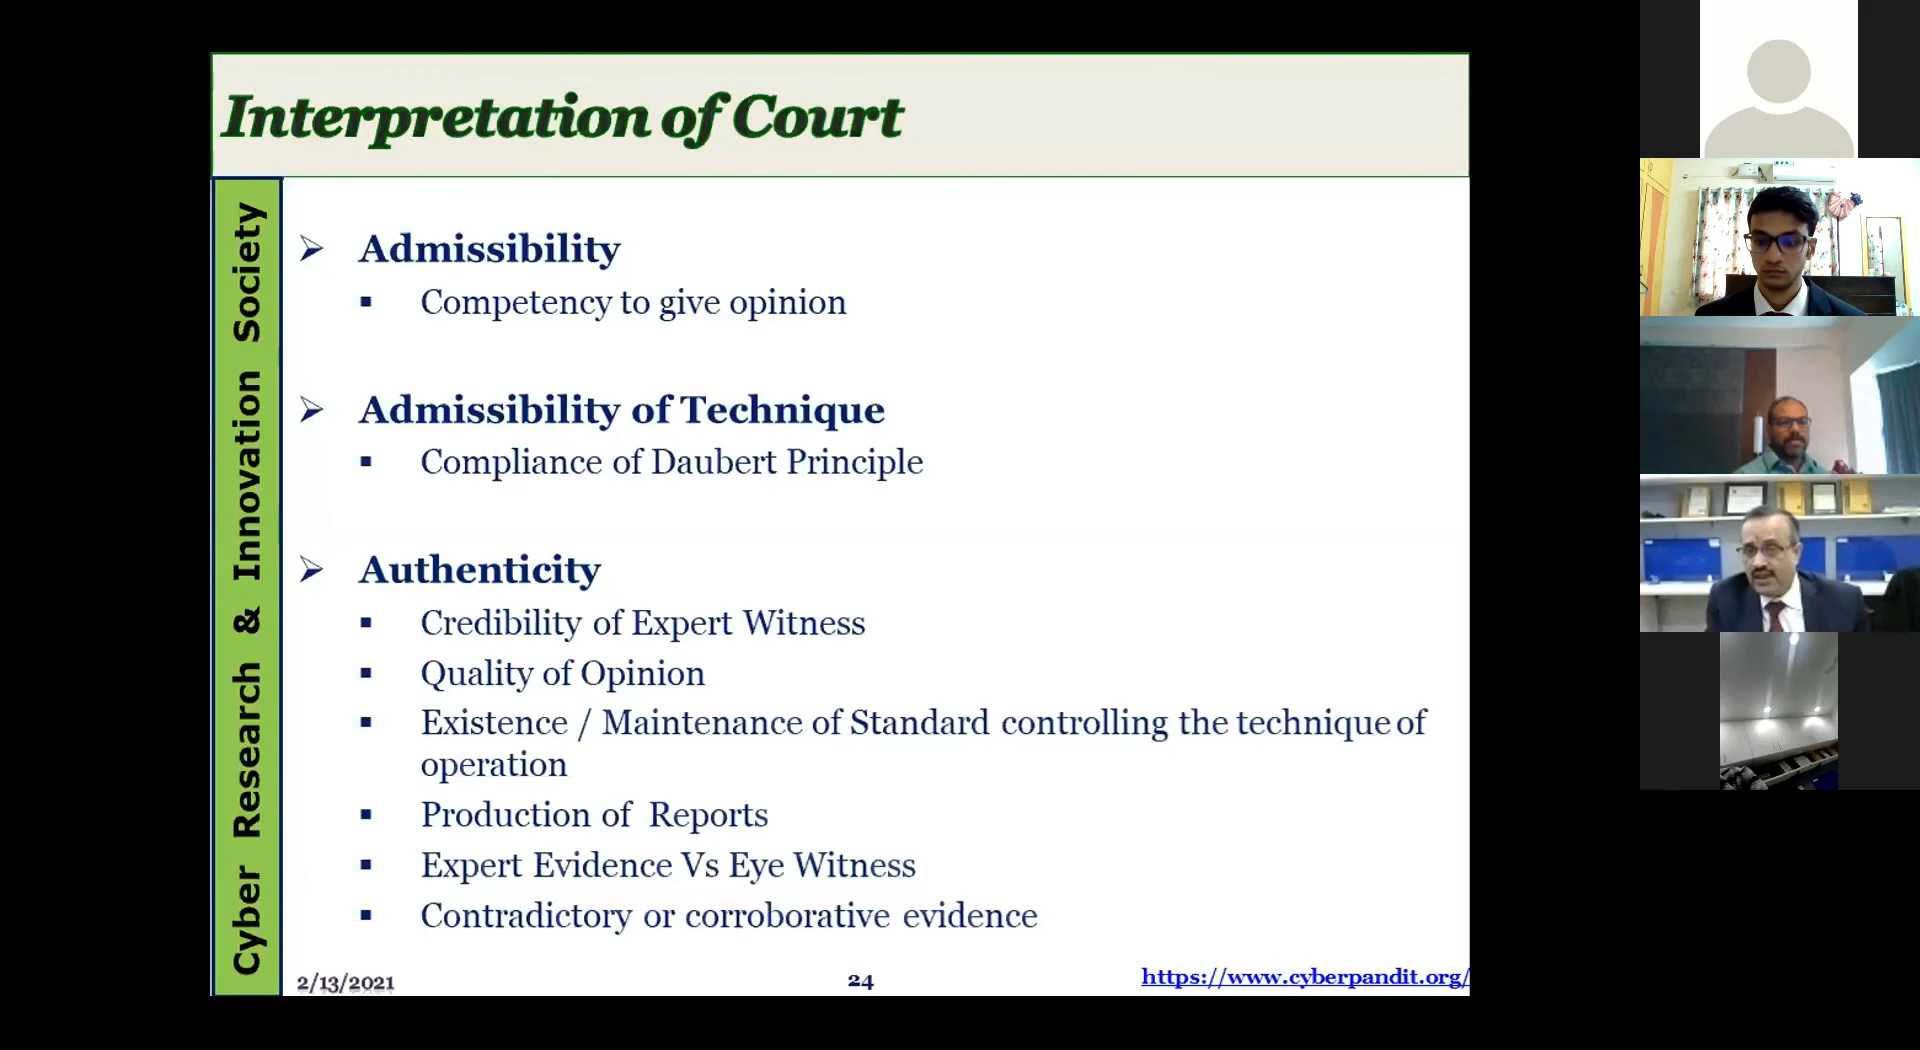 Interpretation of Court
Cyber Research & Innovation Society
Admissibility
Competency to give opinion
Admissibility of Technique
Compliance of Daubert Principle
Authenticity
Credibility of Expert Witness
Quality of Opinion
Existence / Maintenance of Standard controlling the technique of
operation
Production of Reports
Expert Evidence Vs Eye Witness
Contradictory or corroborative evidence
2/13/2021
24
https://www.cyberpandit.org/